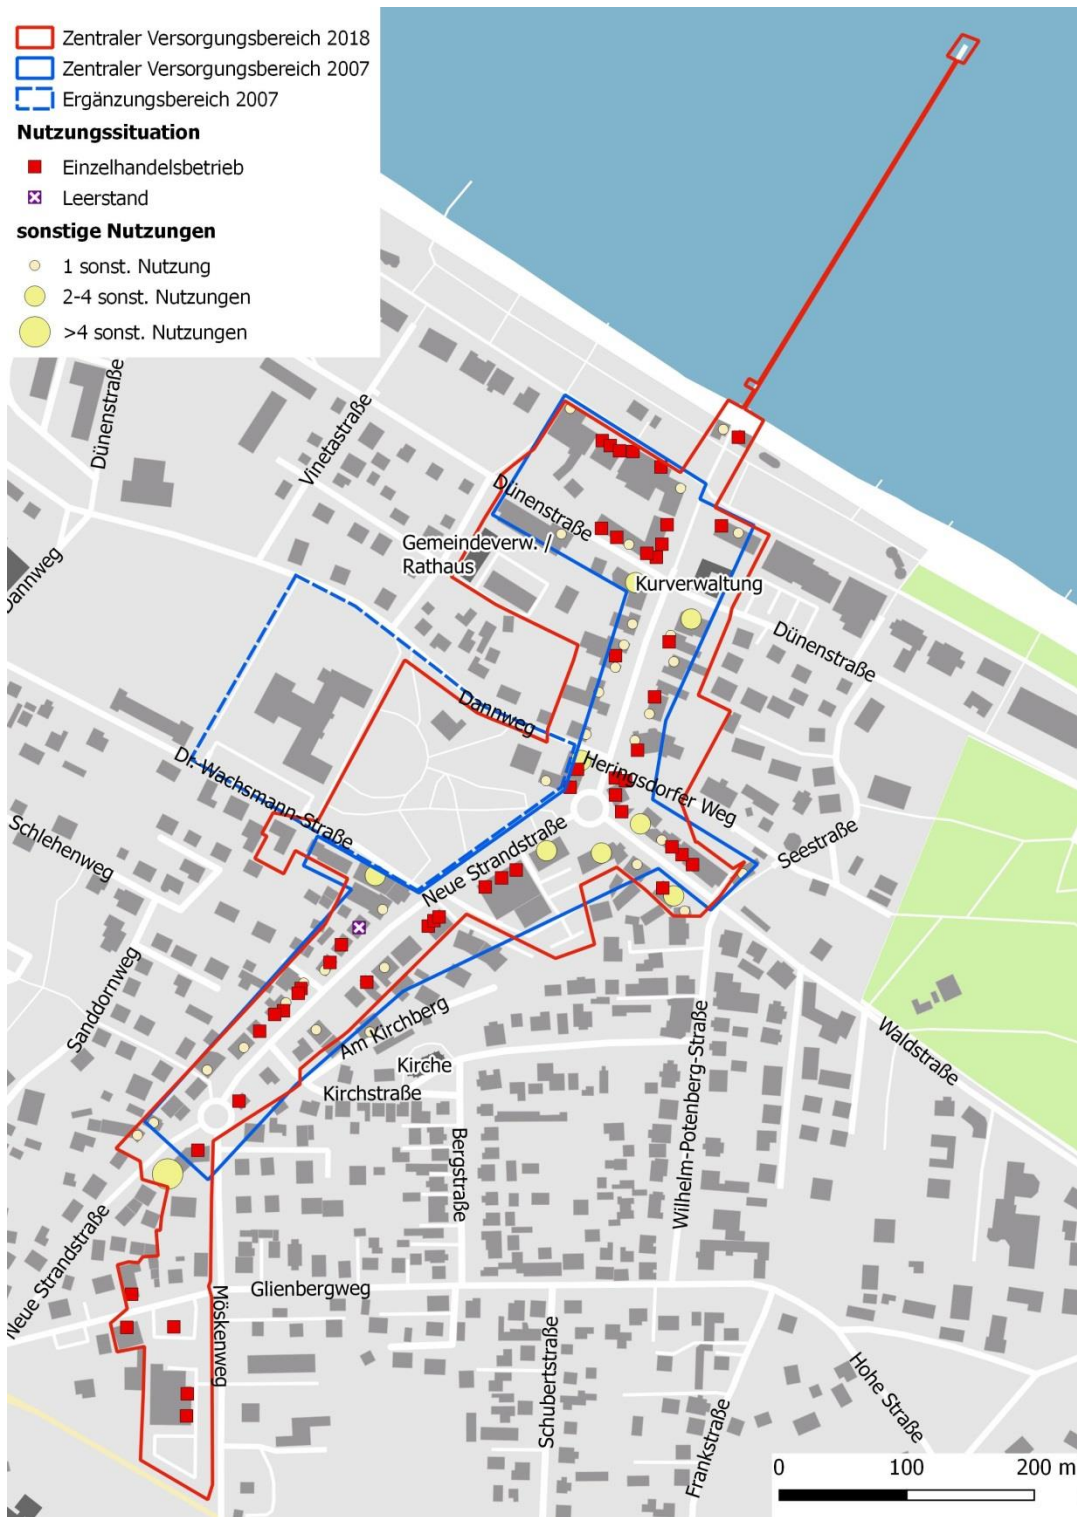 Zentraler Versorgungsbereich 2018
Zentraler Versorgungsbereich 2007
Ergänzungsbereich 2007
Nutzungssituation
Einzelhandelsbetrieb
Leerstand
sonstige Nutzungen
1 sonst. Nutzung
2-4 sonst. Nutzungen
>4 sonst. Nutzungen
Dünenstraße
Vinetastraße
Dünenstraße
Gemeindeverw. /
Rathaus
Dannweg
Kurverwaltung
Dünenstraße
Dannweg
Dr. Wachsmann-Straße
Heringsdorfer Weg
Schlehenweg
Neue Strandstraße
Seestraße
Sanddornweg
Am Kirchberg
Waldstraße
Kirche
Kirchstraße
Wilhelm-Potenberg-Straße
Bergstraße
Neue Strandstraße
Glienbergweg
Möskenweg
Schubertstraße
Hohe Straße
Frankstraße
0 100 200 m